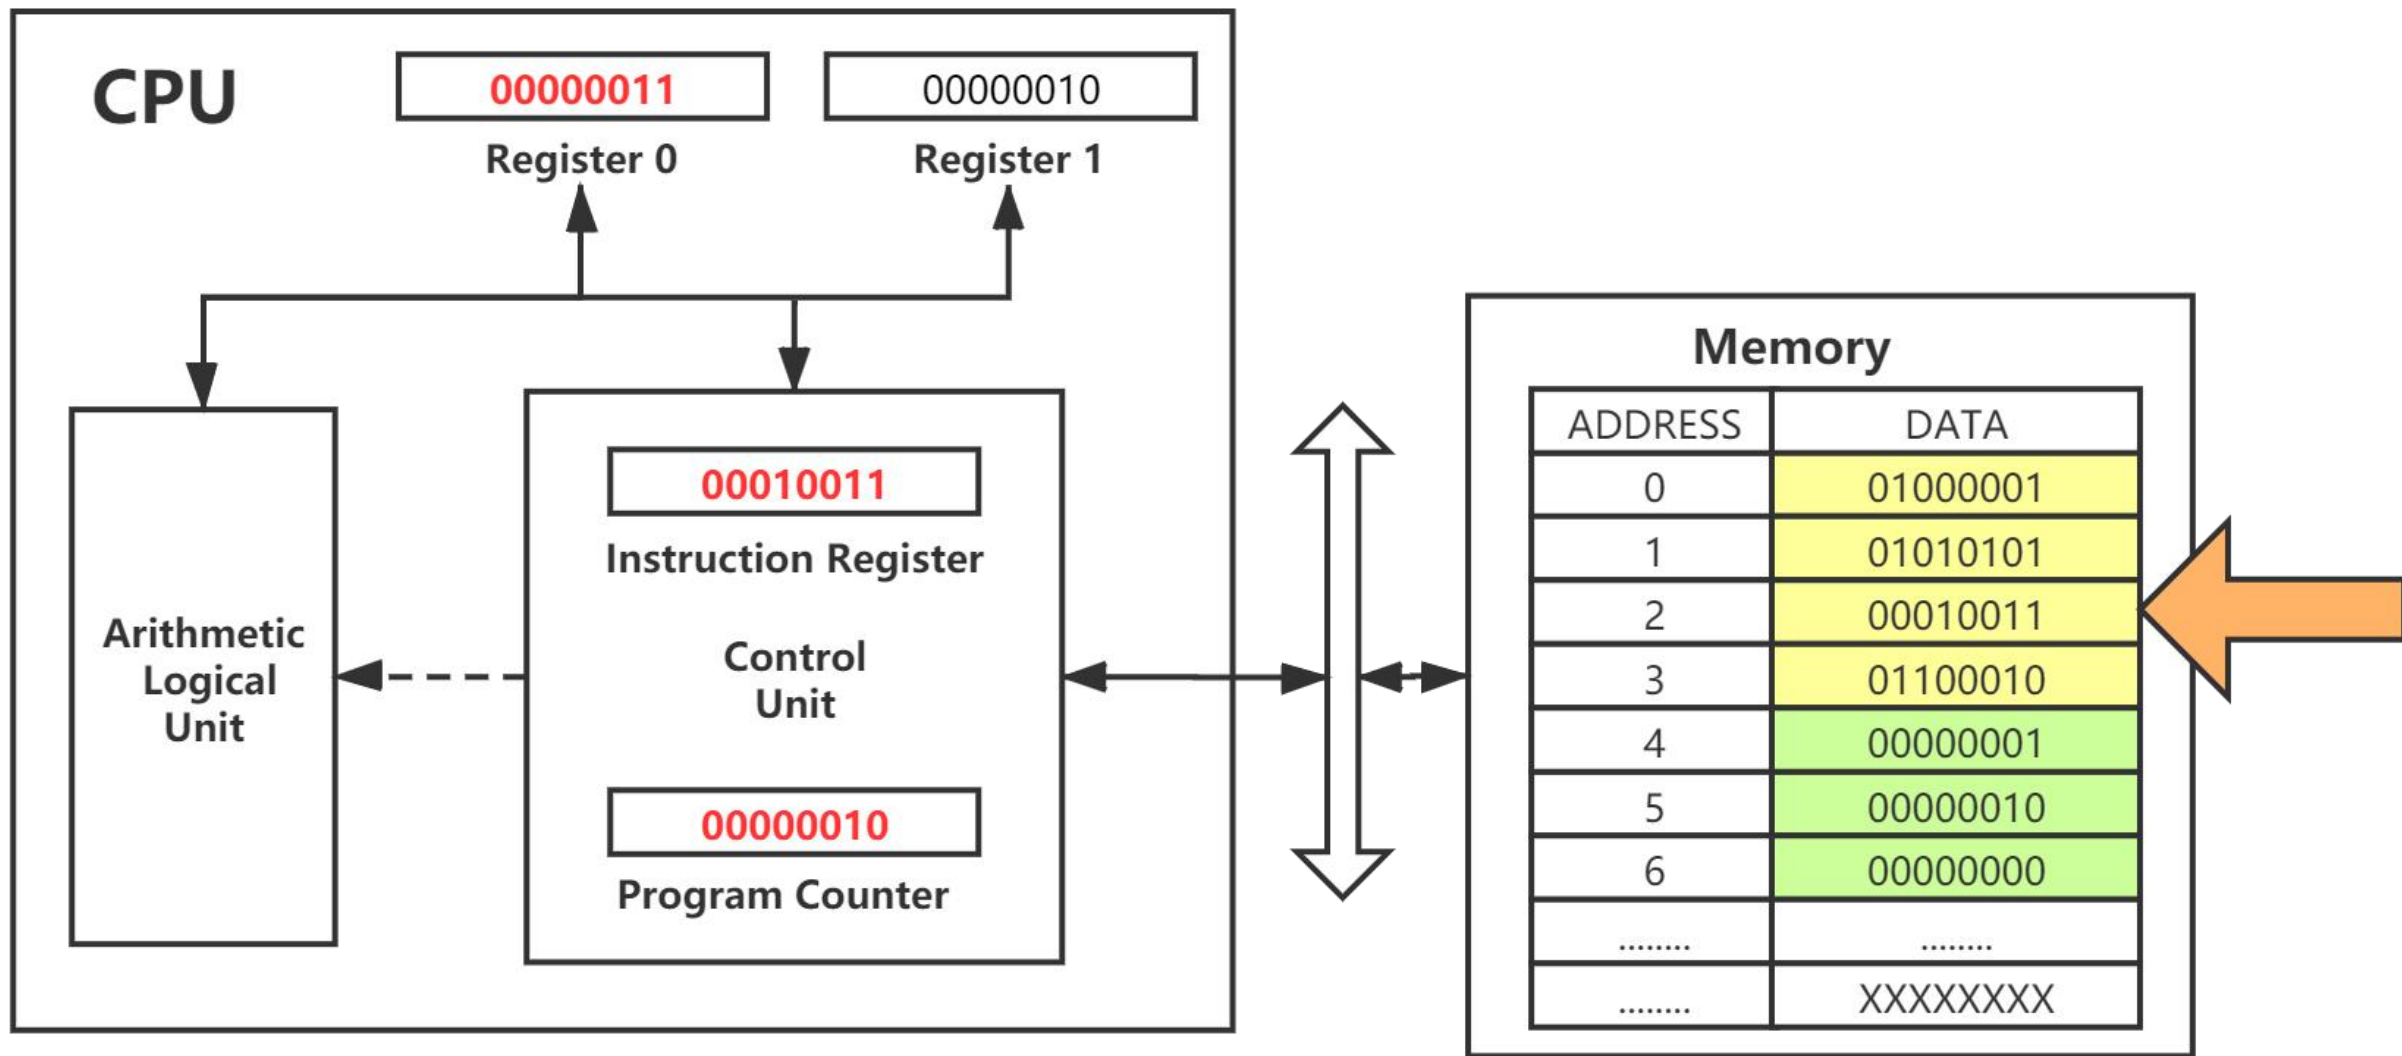 CPU
00000011
Register 0
00000010
Register 1
Arithmetic
Logical
Unit
00010011
Instruction Register
Control
Unit
00000010
Program Counter
Memory
ADDRESS DATA
0 01000001
1 01010101
2 00010011
3 01100010
4 00000001
5 00000010
6 00000000
........ ........
........ XXXXXXXX